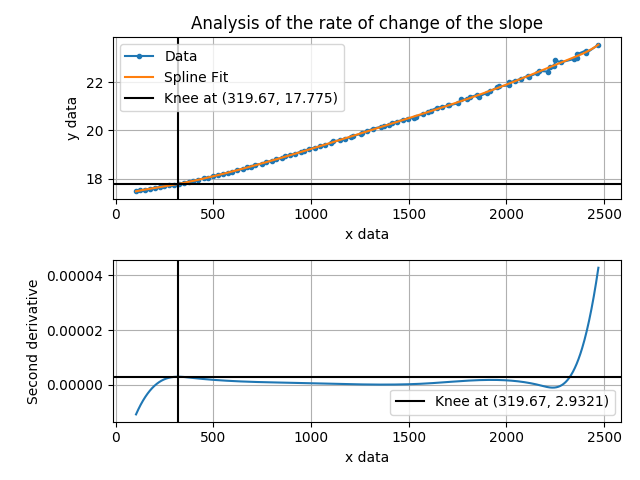 Analysis of the rate of change of the slope
Data
Spline Fit
Knee at (319.67, 17.775)
y data
22
20
18
0
500
1000
1500
2000
2500
x data
Second derivative
0.00004
0.00002
0.00000
Knee at (319.67, 2.9321)
0
500
1000
1500
2000
2500
x data